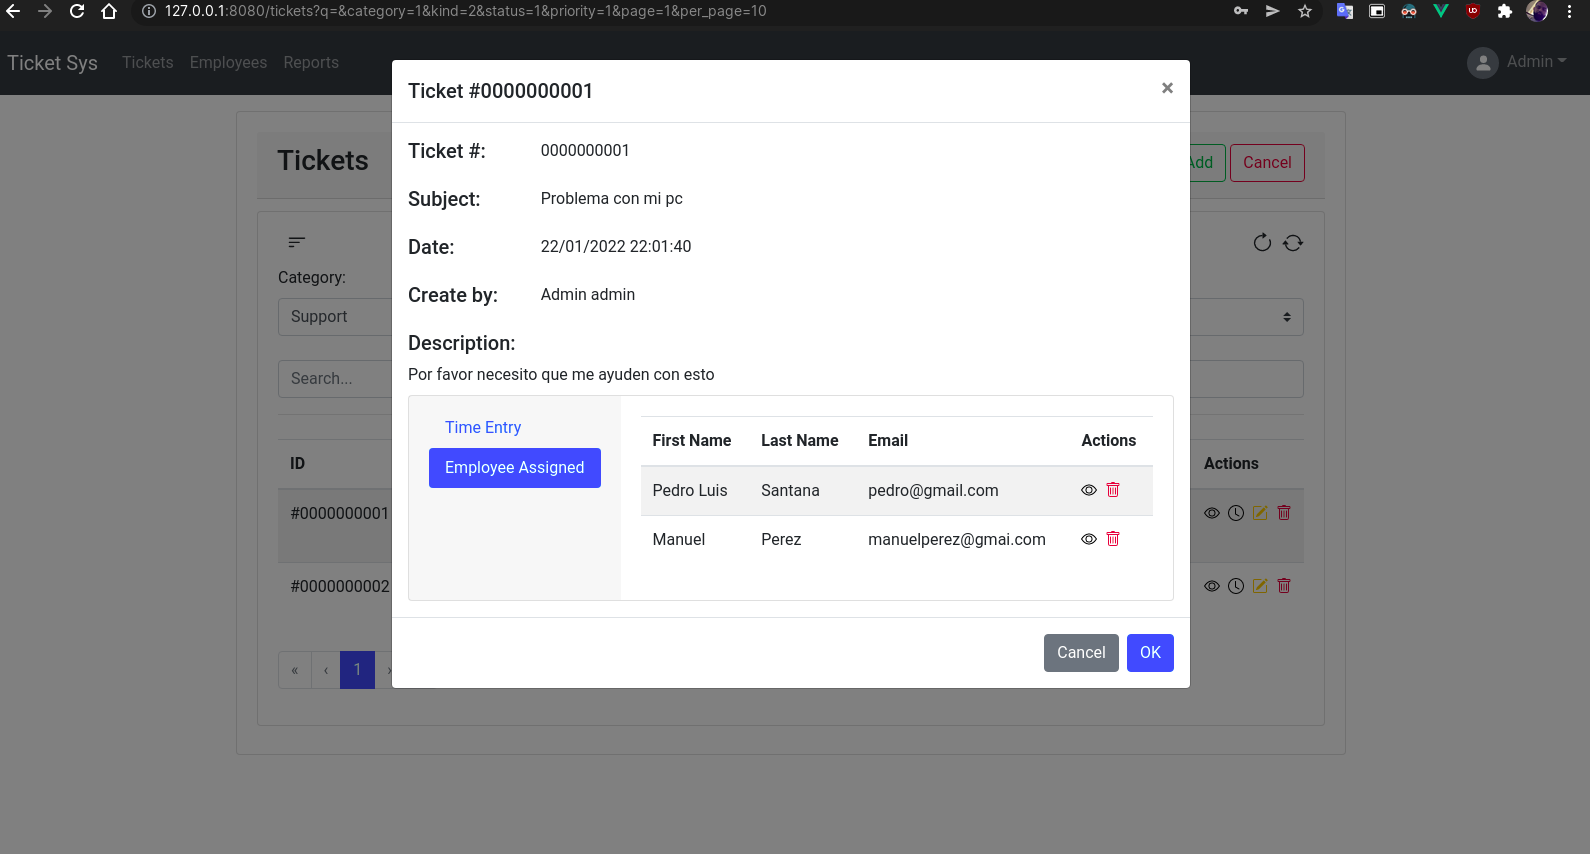 127.0.0.1:8080/tickets?q=&category=1&kind=2&status=1&priority=1&page=1&per_page=10
Ticket Sys Tickets Employees Reports Admin
Ticket #0000000001 ×
Tickets Add Cancel
Ticket #: 0000000001
Subject: Problema con mi pc
Date: 22/01/2022 22:01:40
Category:
Create by: Admin admin
Support
Description:
Por favor necesito que me ayuden con esto
Search...
Time Entry
Employee Assigned
First Name Last Name Email Actions
Pedro Luis Santana pedro@gmail.com
Manuel Perez manuelperez@gmai.com
ID Actions
#0000000001
#0000000002
Cancel OK
« ‹ 1 ›